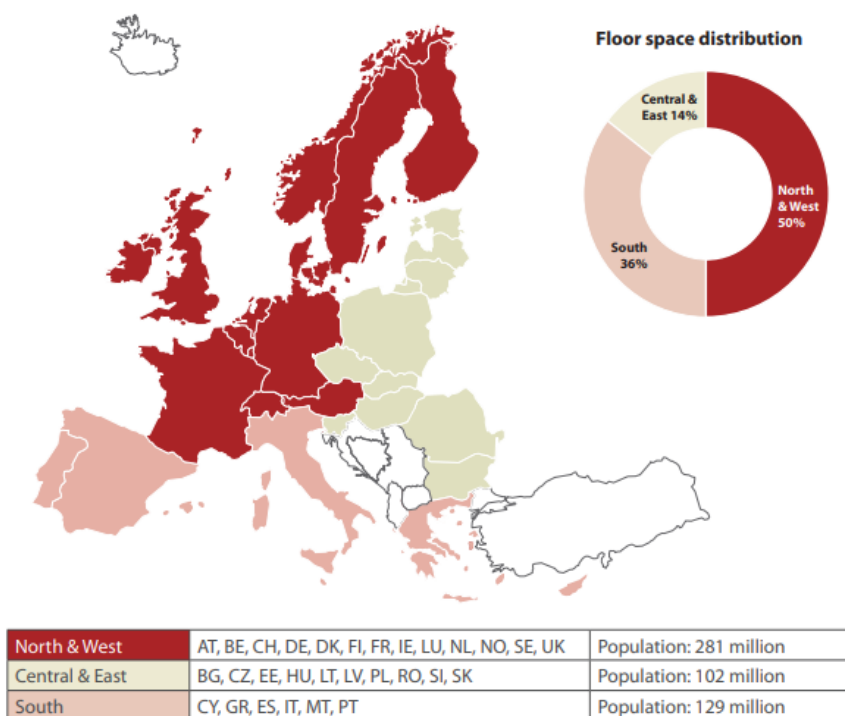 Floor space distribution
Central &
East 14%
North
& West
50%
South
36%
North & West AT, BE, CH, DE, DK, FI, FR, IE, LU, NL, NO, SE, UK Population: 281 million
Central & East BG, CZ, EE, HU, LT, LV, PL, RO, SI, SK Population: 102 million
South CY, GR, ES, IT, MT, PT Population: 129 million